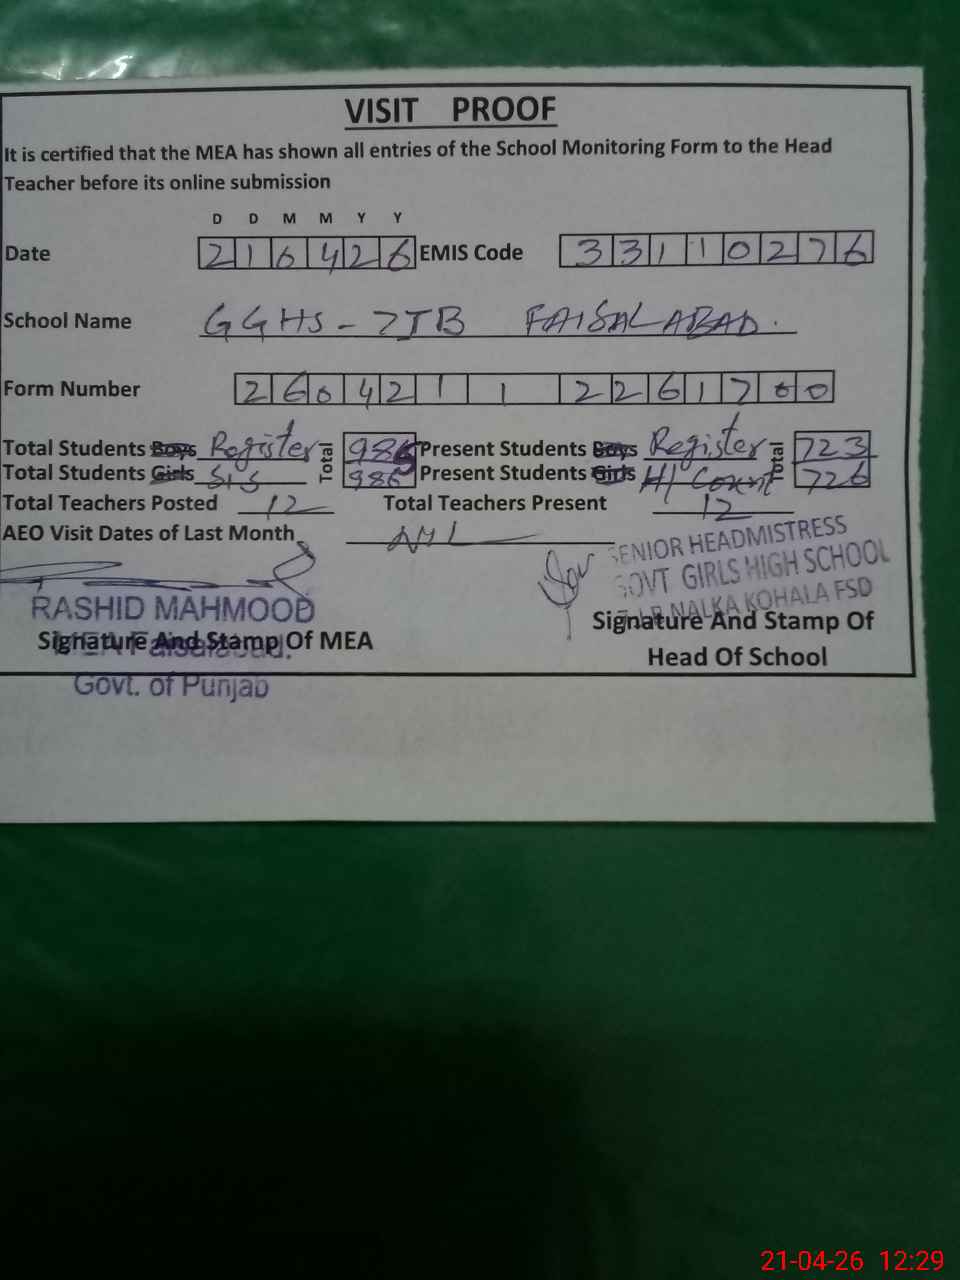 VISIT PROOF
It is certified that the MEA has shown all entries of the School Monitoring Form to the Head
Teacher before its online submission
D D M M Y Y
Date 2 1 0 4 2 6 EMIS Code 3 3 1 1 0 2 7 6
School Name GGHS - 7JB FAISALABAD.
Form Number 2 6 0 4 2 1 1 2 2 6 1 7 0 0
Total Students Boys Register Total 986 Present Students Boys Register Total 723
Total Students Girls SIS 986 Present Students Girls H/Count 726
Total Teachers Posted 12 Total Teachers Present 12
AEO Visit Dates of Last Month NIL
SENIOR HEADMISTRESS
GOVT GIRLS HIGH SCHOOL
NALKA KOHALA FSD
RASHID MAHMOOD
MEA Faisalabad.
Govt. of Punjab
Signature And Stamp Of MEA
Signature And Stamp Of
Head Of School
21-04-26 12:29